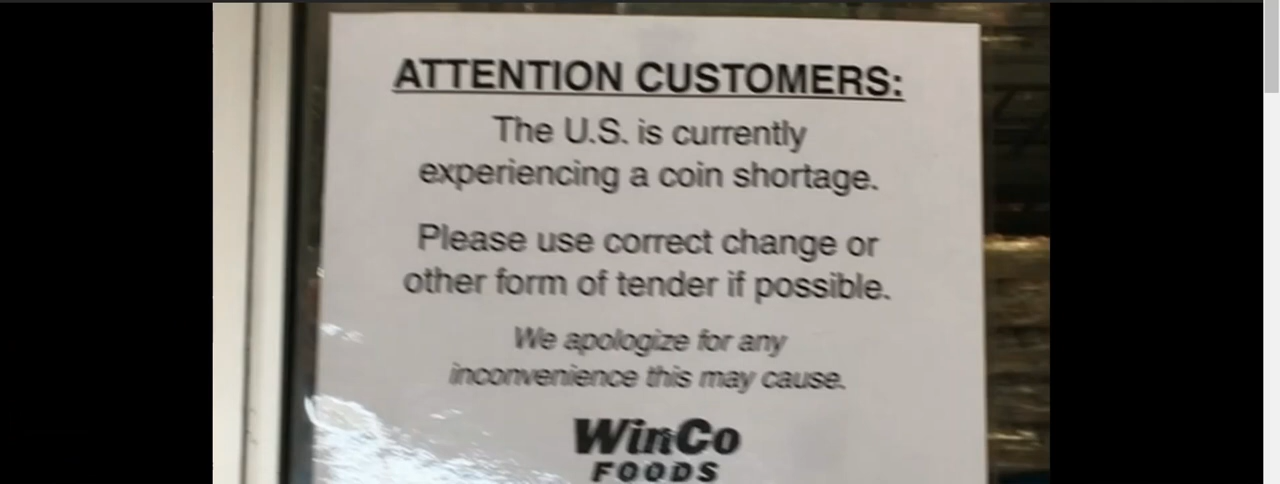 ATTENTION CUSTOMERS:
The U.S. is currently
experiencing a coin shortage.
Please use correct change or
other form of tender if possible.
We apologize for any
inconvenience this may cause.
WinCo
FOODS